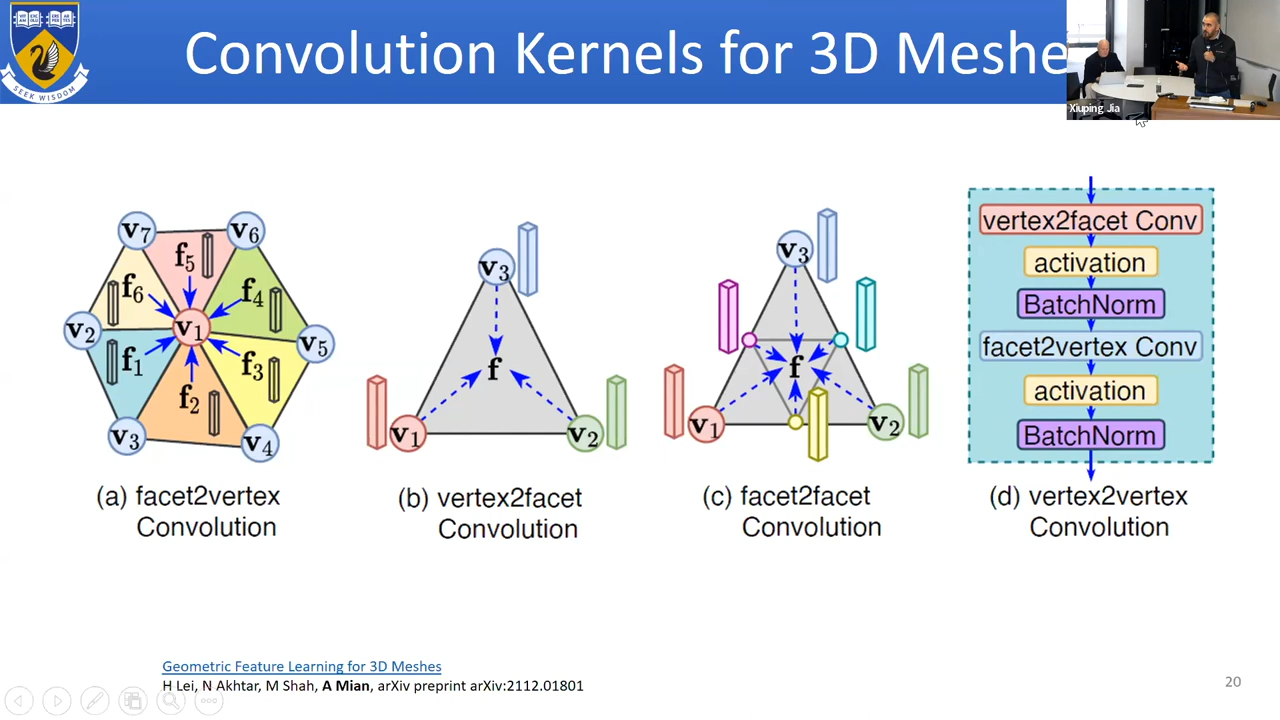 SEEK WISDOM
Convolution Kernels for 3D Meshe
Xiuping Jia
v7
v6
f5
f6
f4
v2
v1
v5
f1
f3
f2
v3
v4
(a) facet2vertex
Convolution
v3
f
v1
v2
(b) vertex2facet
Convolution
v3
f
v1
v2
(c) facet2facet
Convolution
vertex2facet Conv
activation
BatchNorm
facet2vertex Conv
activation
BatchNorm
(d) vertex2vertex
Convolution
Geometric Feature Learning for 3D Meshes
H Lei, N Akhtar, M Shah, A Mian, arXiv preprint arXiv:2112.01801
20